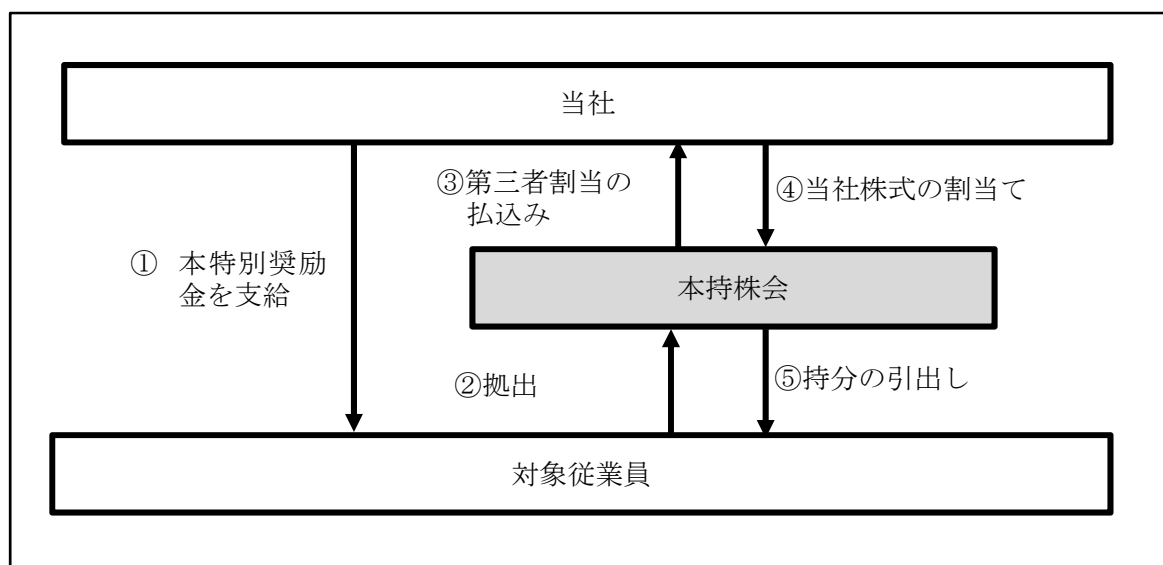 当社
③第三者割当の
払込み
④当社株式の割当て
① 本特別奨励
金を支給
本持株会
②拠出
⑤持分の引出し
対象従業員